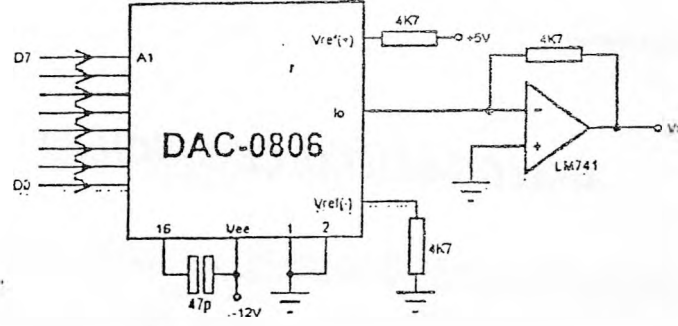 4K7
4K7
Vref(+)
+5V
D7
A1
Io
DAC-0806
LM741
D0
Vref(-)
16
Vee
1
2
4K7
47p
-12V